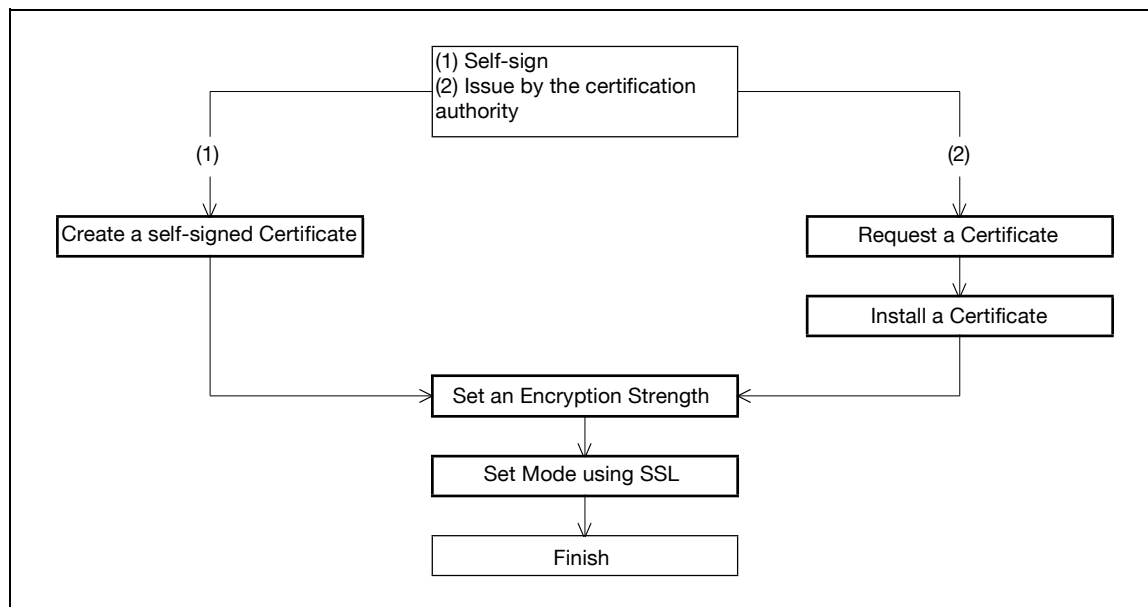 (1) Self-sign
(2) Issue by the certification
authority
(1)
(2)
Create a self-signed Certificate
Request a Certificate
Install a Certificate
Set an Encryption Strength
Set Mode using SSL
Finish